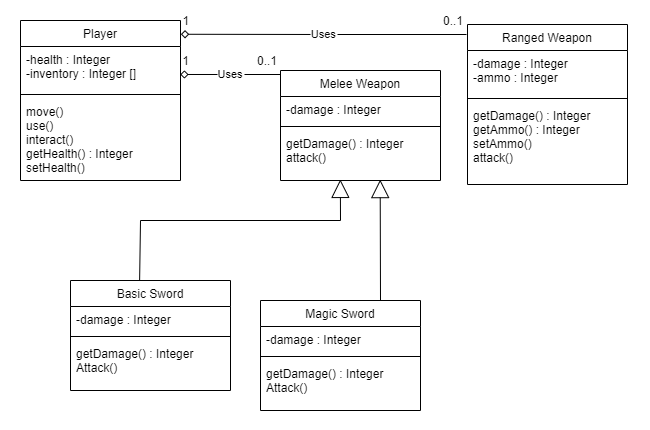 Player
-health : Integer
-inventory : Integer []
move()
use()
interact()
getHealth() : Integer
setHealth()
1
Uses
0..1
1
Uses
0..1
Ranged Weapon
-damage : Integer
-ammo : Integer
getDamage() : Integer
getAmmo() : Integer
setAmmo()
attack()
Melee Weapon
-damage : Integer
getDamage() : Integer
attack()
Basic Sword
-damage : Integer
getDamage() : Integer
Attack()
Magic Sword
-damage : Integer
getDamage() : Integer
Attack()